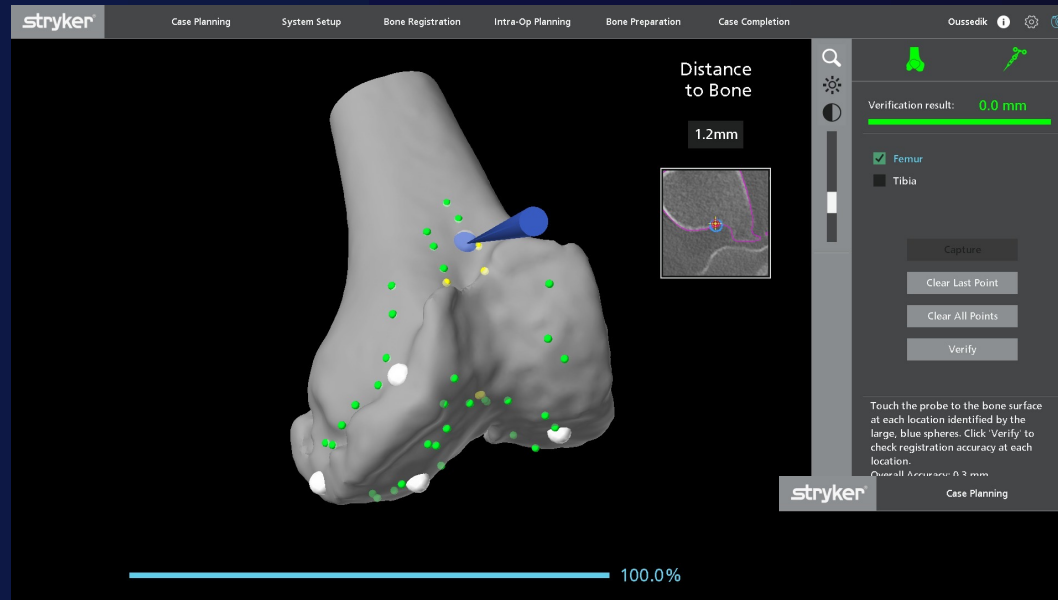 stryker
Case Planning
System Setup
Bone Registration
Intra-Op Planning
Bone Preparation
Case Completion
Oussedik
Distance
to Bone
1.2mm
Verification result: 0.0 mm
Femur
Tibia
Capture
Clear Last Point
Clear All Points
Verify
Touch the probe to the bone surface
at each location identified by the
large, blue spheres. Click 'Verify' to
check registration accuracy at each
location.
Overall Accuracy: 0.3 mm
stryker
Case Planning
100.0%